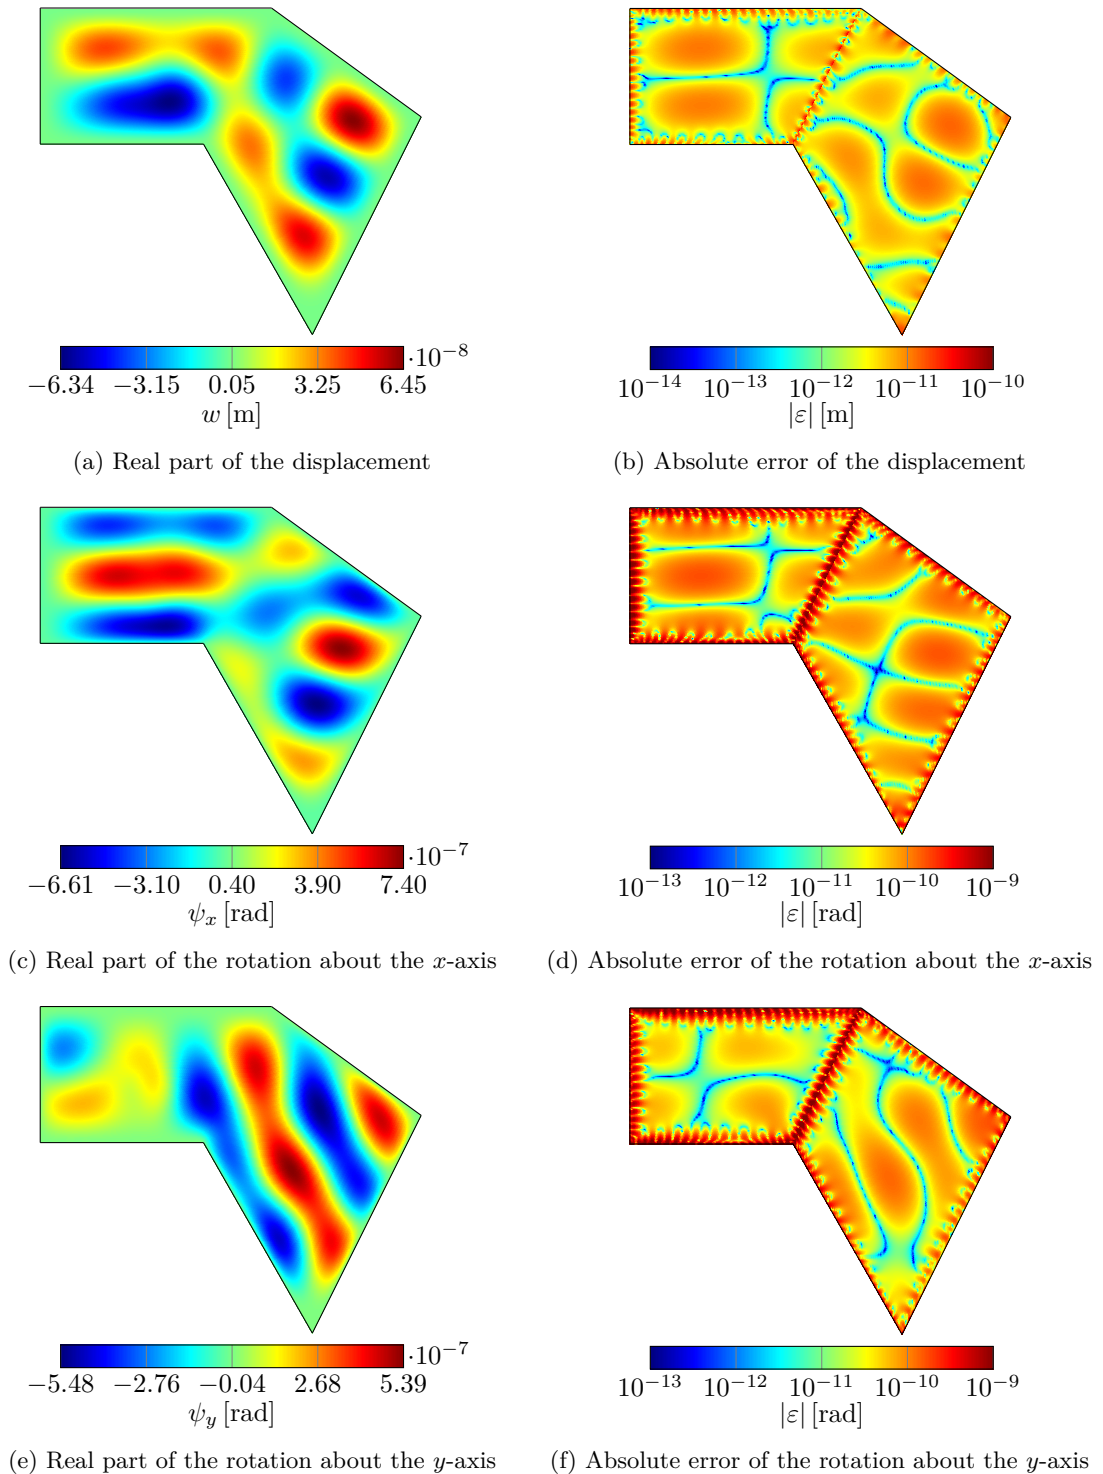 −6.34 −3.15 0.05 3.25 6.45 ·10−8
w [m]
10−14 10−13 10−12 10−11 10−10
|ε| [m]
(a) Real part of the displacement
(b) Absolute error of the displacement
−6.61 −3.10 0.40 3.90 7.40 ·10−7
ψx [rad]
10−13 10−12 10−11 10−10 10−9
|ε| [rad]
(c) Real part of the rotation about the x-axis
(d) Absolute error of the rotation about the x-axis
−5.48 −2.76 −0.04 2.68 5.39 ·10−7
ψy [rad]
10−13 10−12 10−11 10−10 10−9
|ε| [rad]
(e) Real part of the rotation about the y-axis
(f) Absolute error of the rotation about the y-axis